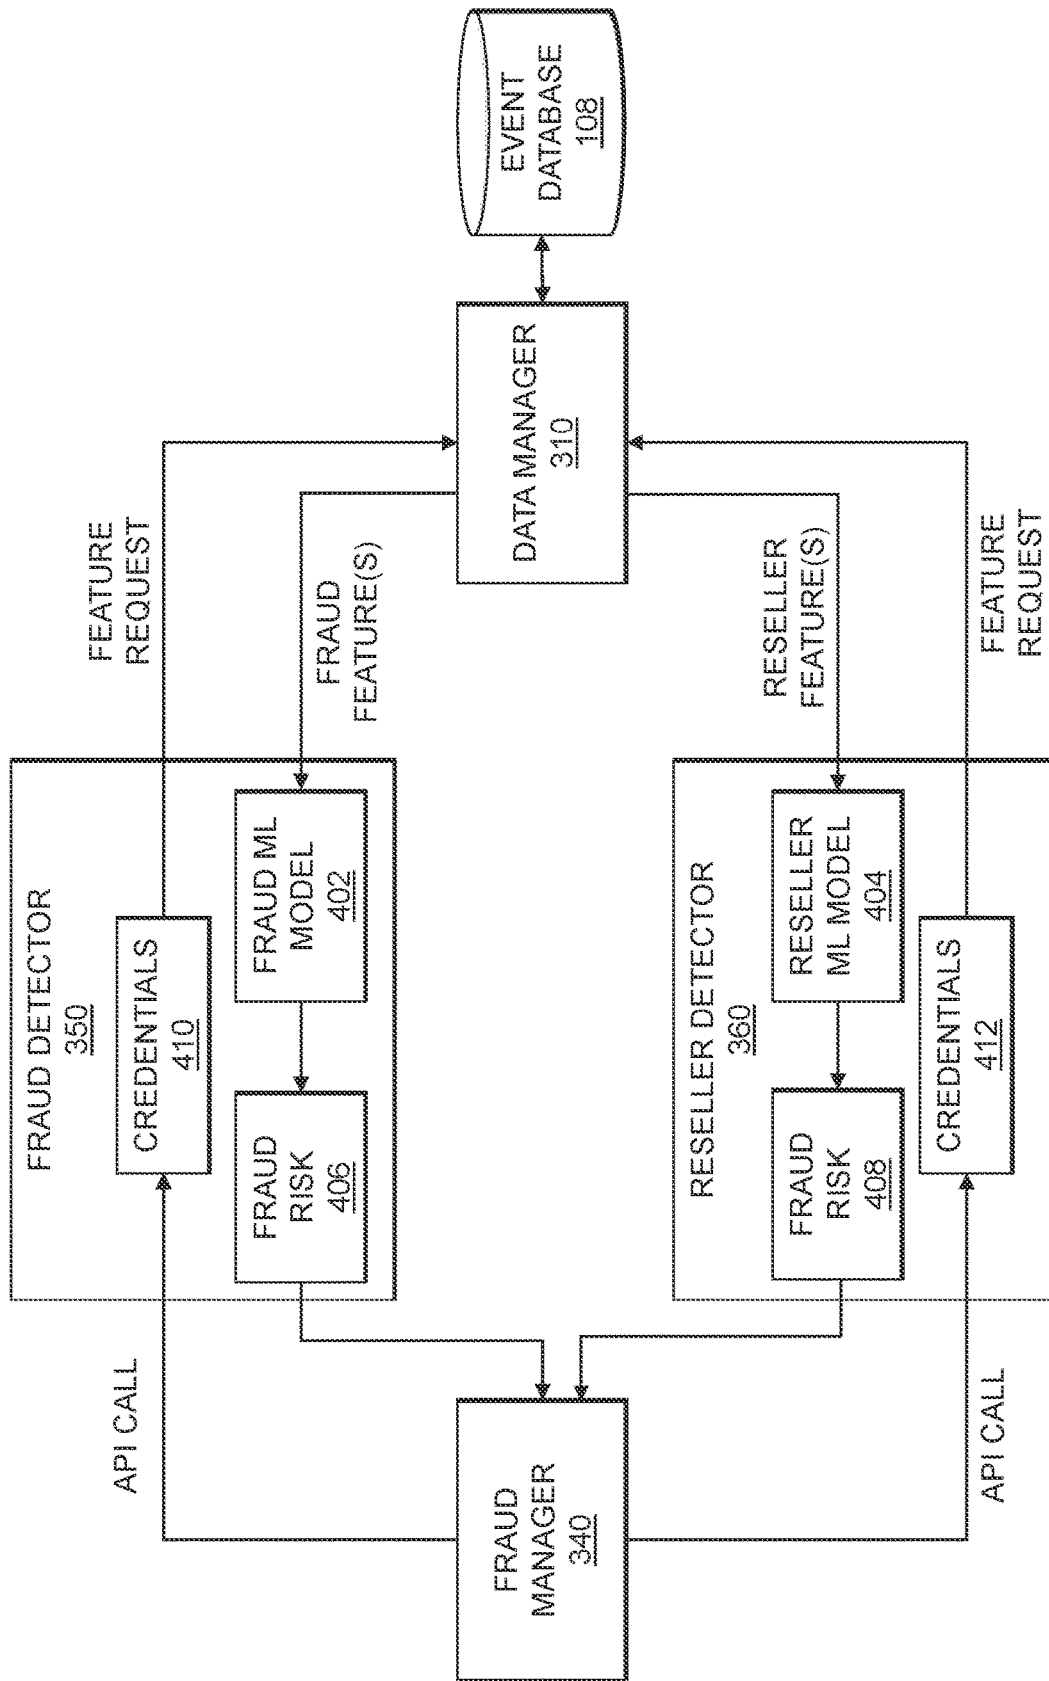 FRAUD DETECTOR
350
API CALL
CREDENTIALS
410
FEATURE
REQUEST
FRAUD
RISK
406
FRAUD ML
MODEL
402
FRAUD
FEATURE(S)
FRAUD
MANAGER
340
DATA MANAGER
310
EVENT
DATABASE
108
RESELLER DETECTOR
360
FRAUD
RISK
408
RESELLER
ML MODEL
404
RESELLER
FEATURE(S)
API CALL
CREDENTIALS
412
FEATURE
REQUEST